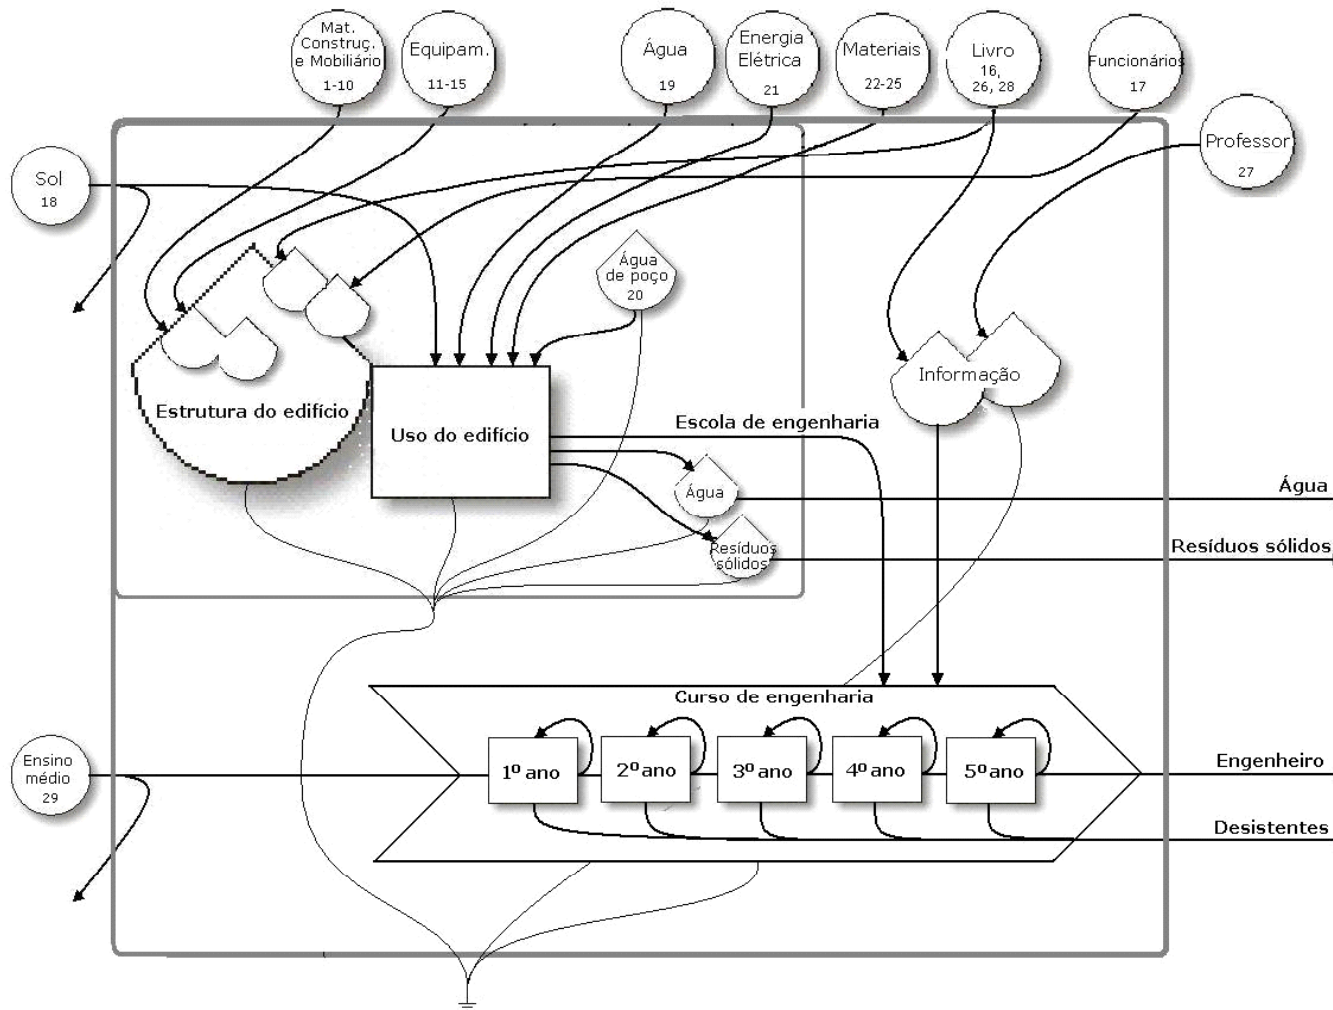 Mat.
Construç.
e Mobiliário
1-10
Equipam.
11-15
Água
19
Energia
Elétrica
21
Materiais
22-25
Livro
16,
26, 28
Funcionários
17
Professor
27
Sol
18
Água
de poço
20
Estrutura do edifício
Uso do edifício
Informação
Escola de engenharia
Água
Água
Resíduos
sólidos
Resíduos sólidos
Curso de engenharia
Ensino
médio
29
1º ano
2º ano
3º ano
4º ano
5º ano
Engenheiro
Desistentes